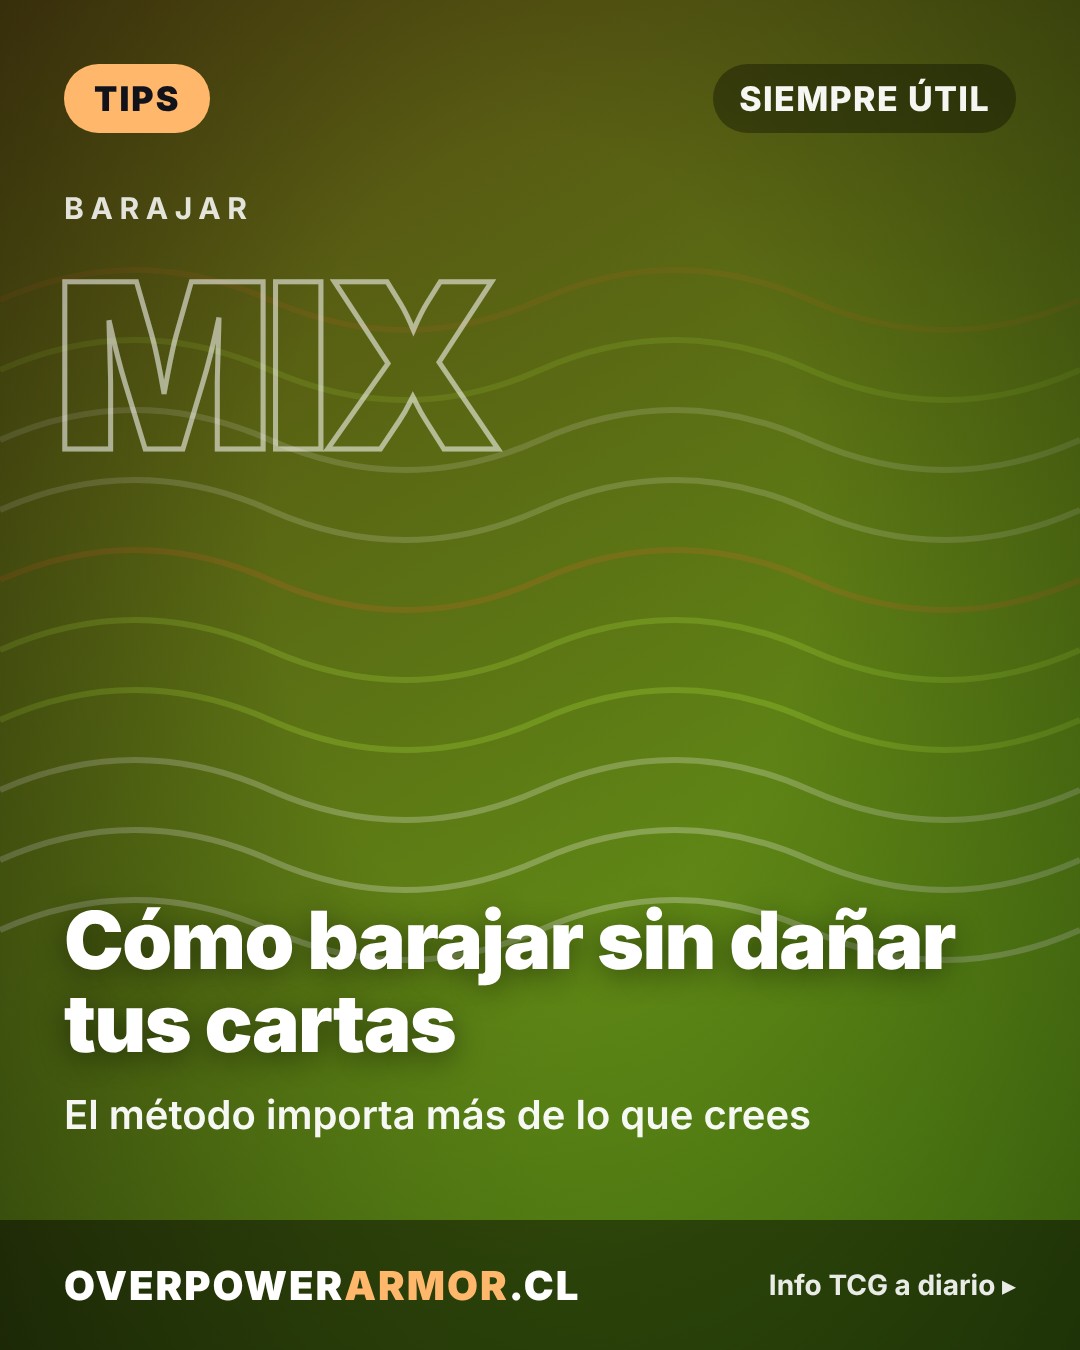 TIPS
SIEMPRE ÚTIL
BARAJAR
MIX
Cómo barajar sin dañar
tus cartas
El método importa más de lo que crees
OVERPOWERARMOR.CL
Info TCG a diario ▸